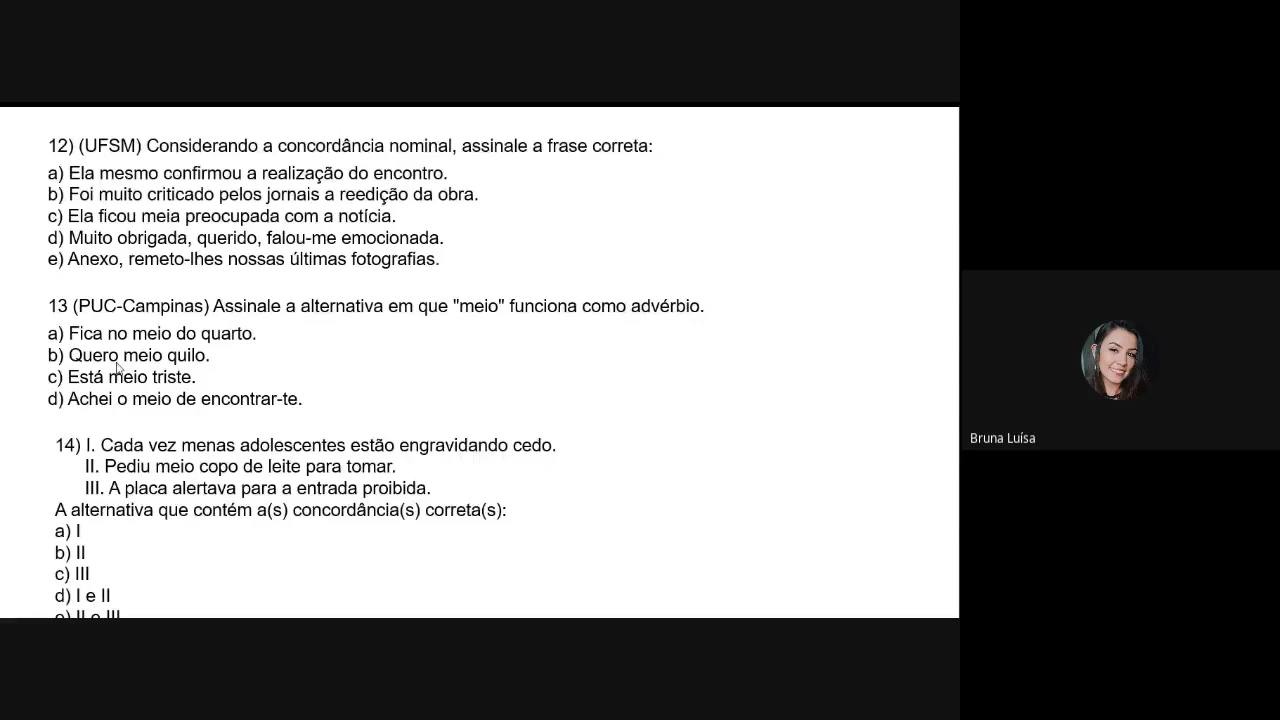 12) (UFSM) Considerando a concordância nominal, assinale a frase correta:
a) Ela mesmo confirmou a realização do encontro.
b) Foi muito criticado pelos jornais a reedição da obra.
c) Ela ficou meia preocupada com a notícia.
d) Muito obrigada, querido, falou-me emocionada.
e) Anexo, remeto-lhes nossas últimas fotografias.
13 (PUC-Campinas) Assinale a alternativa em que "meio" funciona como advérbio.
a) Fica no meio do quarto.
b) Quero meio quilo.
c) Está meio triste.
d) Achei o meio de encontrar-te.
14) I. Cada vez menas adolescentes estão engravidando cedo.
II. Pediu meio copo de leite para tomar.
III. A placa alertava para a entrada proibida.
A alternativa que contém a(s) concordância(s) correta(s):
a) I
b) II
c) III
d) I e II
e) II e III
Bruna Luísa